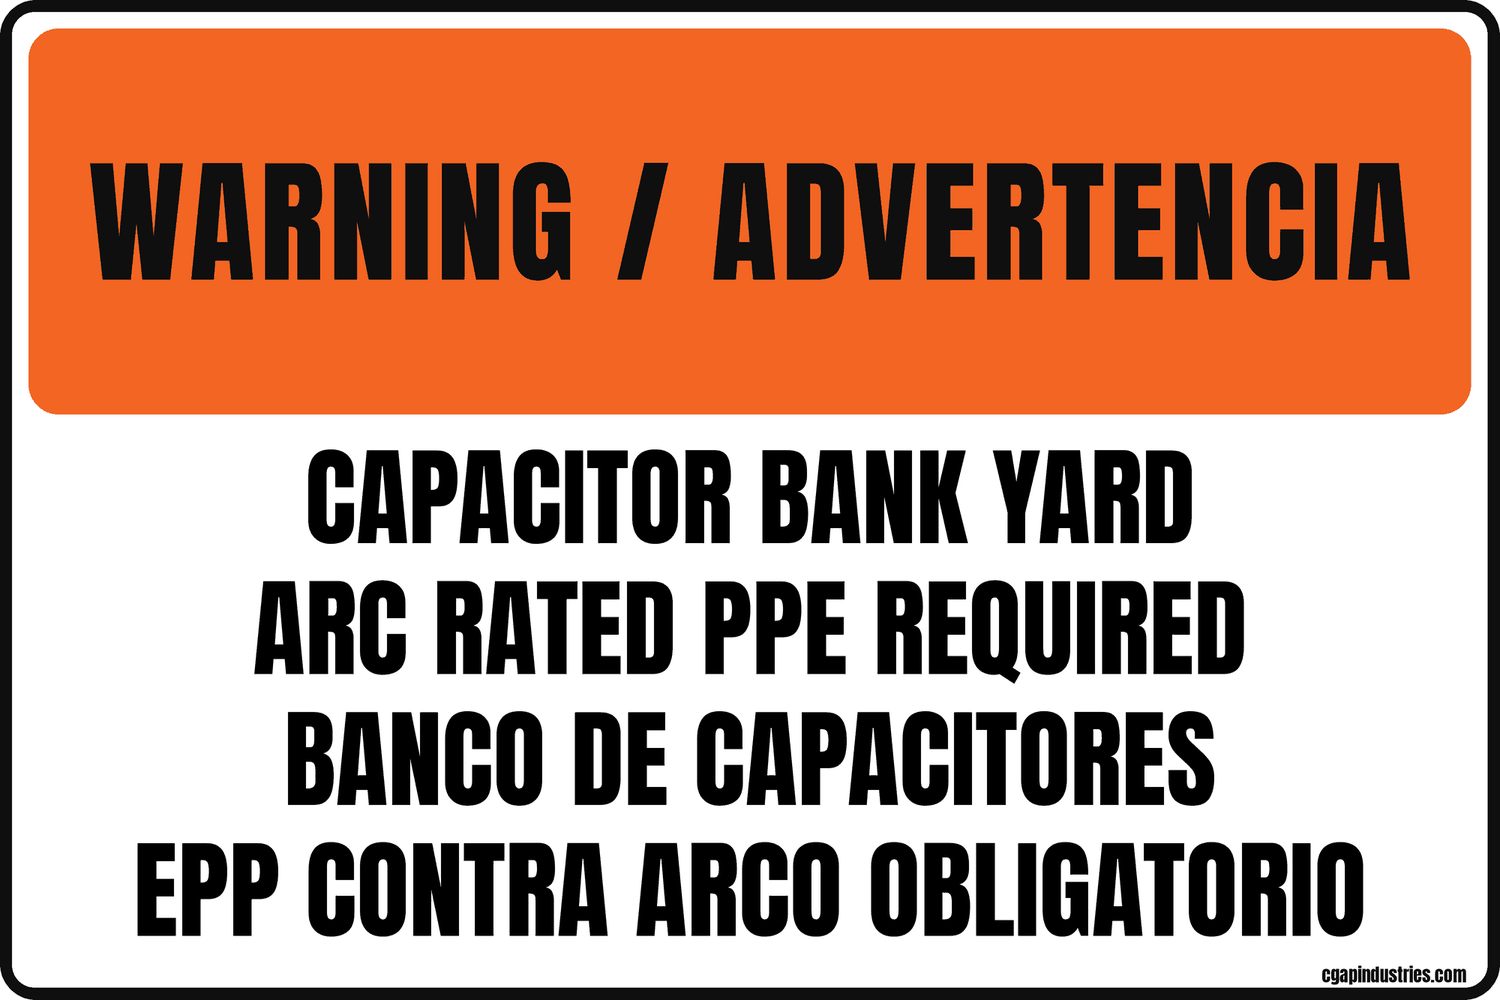 WARNING / ADVERTENCIA
CAPACITOR BANK YARD
ARC RATED PPE REQUIRED
BANCO DE CAPACITORES
EPP CONTRA ARCO OBLIGATORIO
cgapindustries.com